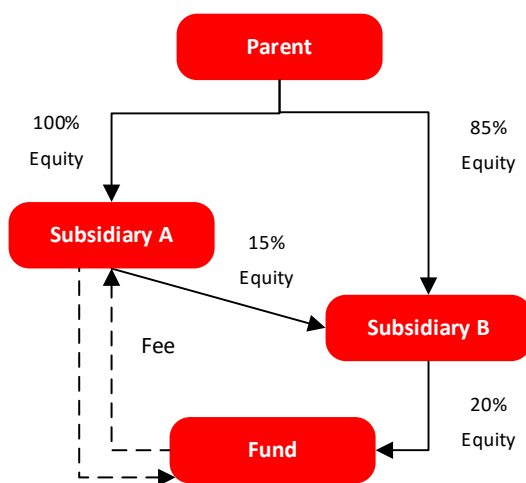 Parent
100%
Equity
85%
Equity
Subsidiary A
15%
Equity
Subsidiary B
Fee
20%
Equity
Fund